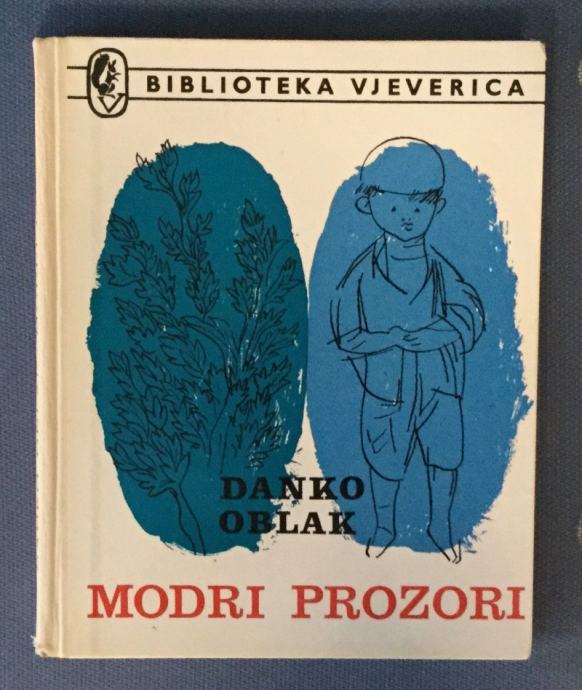 BIBLIOTEKA VJEVERICA
V
DANKO
OBLAK
MODRI PROZORI